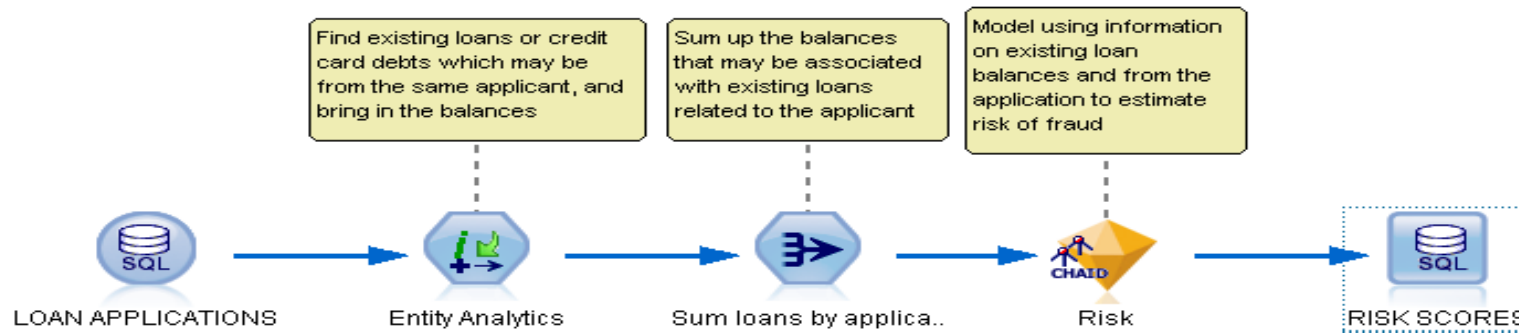 Find existing loans or credit
card debts which may be
from the same applicant, and
bring in the balances
Sum up the balances
that may be associated
with existing loans
related to the applicant
Model using information
on existing loan
balances and from the
application to estimate
risk of fraud
SQL
CHAID
SQL
LOAN APPLICATIONS
Entity Analytics
Sum loans by applica..
Risk
RISK SCORES